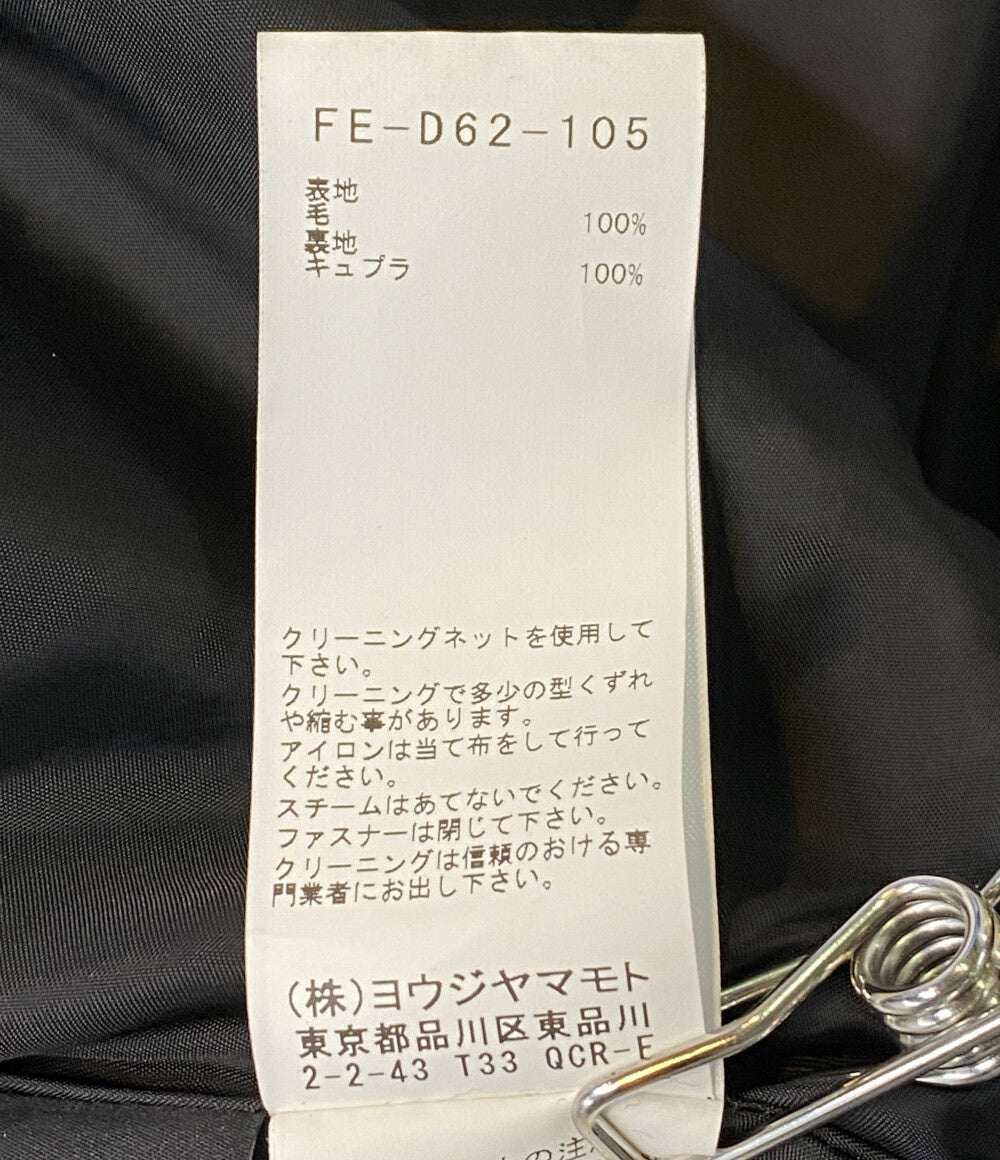 FE-D62-105
表地
毛 100%
裏地
キュプラ 100%
クリーニングネットを使用して
下さい。
クリーニングで多少の型くずれ
や縮む事があります。
アイロンは当て布をして行って
ください。
スチームはあてないでください。
ファスナーは閉じて下さい。
クリーニングは信頼のおける専
門業者にお出し下さい。
(株)ヨウジヤマモト
東京都品川区東品川
2-2-43 T33 QCR-E
の注